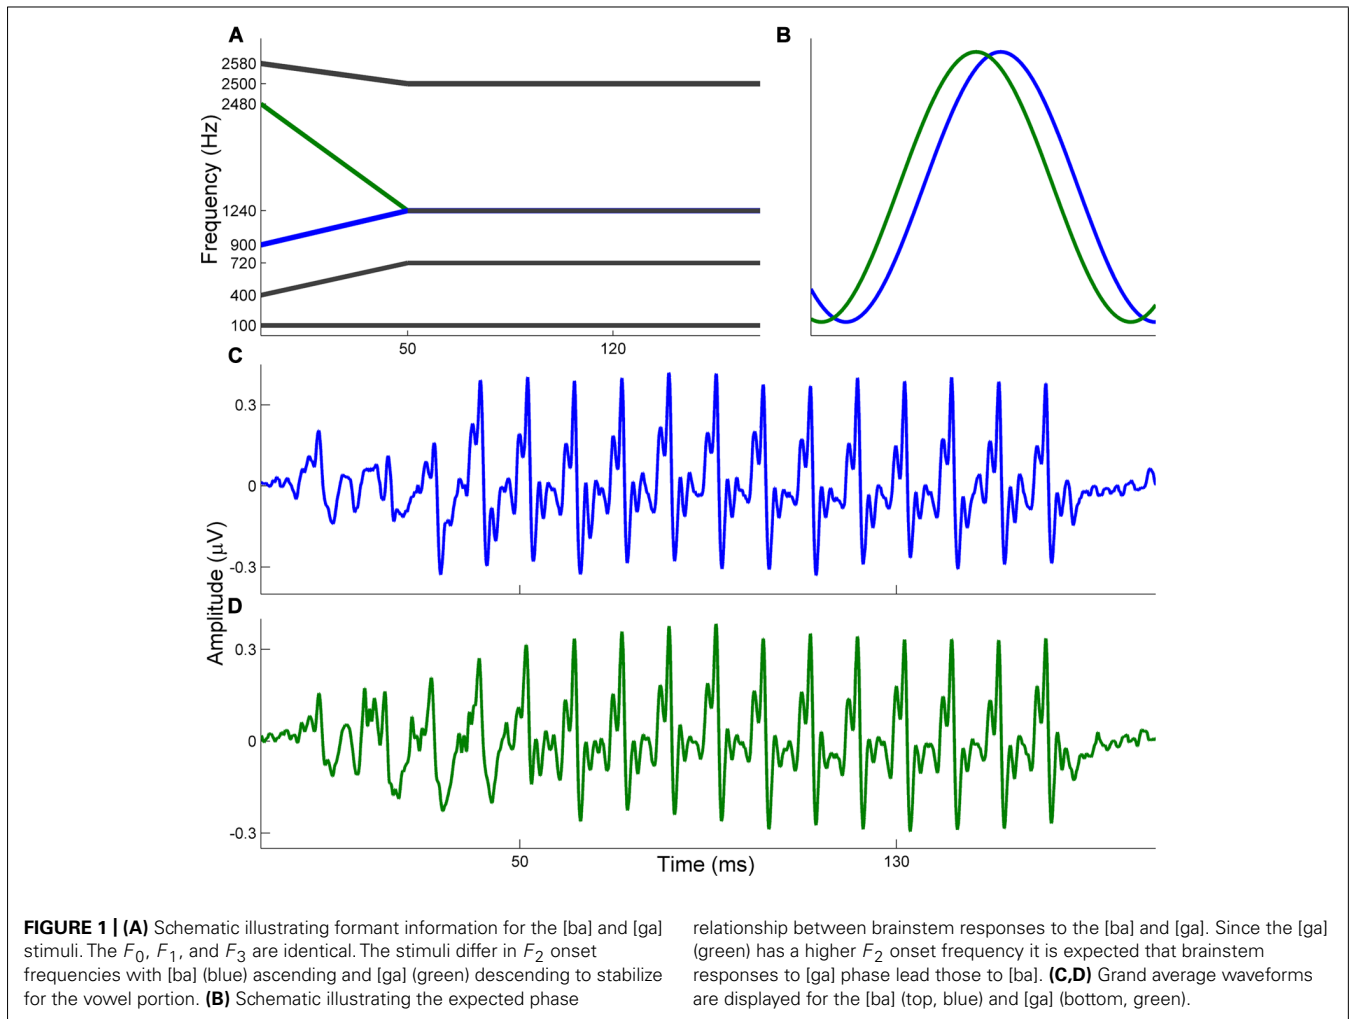 A
B
Frequency (Hz)
2580
2500
2480
1240
900
720
400
100
50
120
C
Amplitude (μV)
0.3
0
-0.3
D
0.3
0
-0.3
50
130
Time (ms)
FIGURE 1 | (A) Schematic illustrating formant information for the [ba] and [ga]
stimuli. The F0, F1, and F3 are identical. The stimuli differ in F2 onset
frequencies with [ba] (blue) ascending and [ga] (green) descending to stabilize
for the vowel portion. (B) Schematic illustrating the expected phase
relationship between brainstem responses to the [ba] and [ga]. Since the [ga]
(green) has a higher F2 onset frequency it is expected that brainstem
responses to [ga] phase lead those to [ba]. (C,D) Grand average waveforms
are displayed for the [ba] (top, blue) and [ga] (bottom, green).